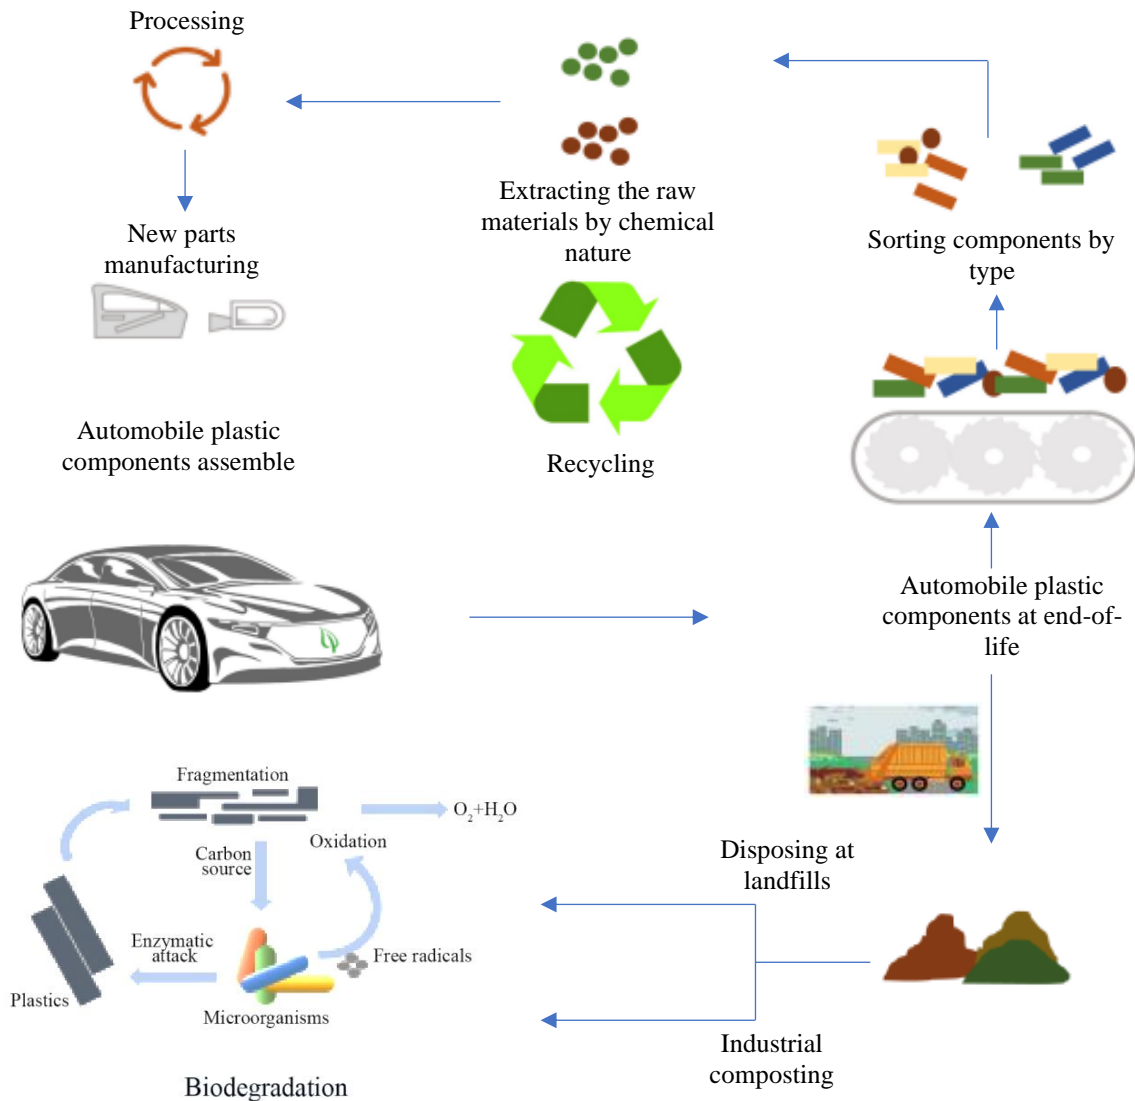 Processing
Extracting the raw
materials by chemical
nature
Sorting components by
type
New parts
manufacturing
Automobile plastic
components assemble
Recycling
Automobile plastic
components at end-of-
life
Fragmentation
O₂+H₂O
Oxidation
Carbon
source
Enzymatic
attack
Free radicals
Plastics
Microorganisms
Biodegradation
Disposing at
landfills
Industrial
composting